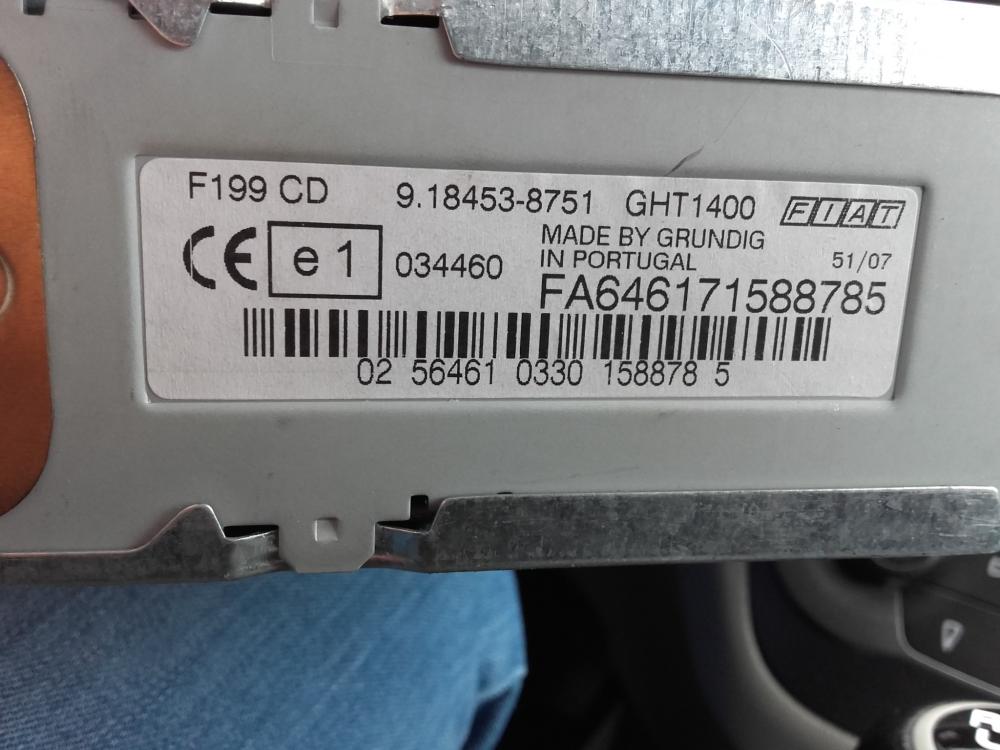 F199 CD 9.18453-8751 GHT1400 FIAT
MADE BY GRUNDIG
CE e1 034460 IN PORTUGAL 51/07
FA646171588785
02 56461 0330 158878 5